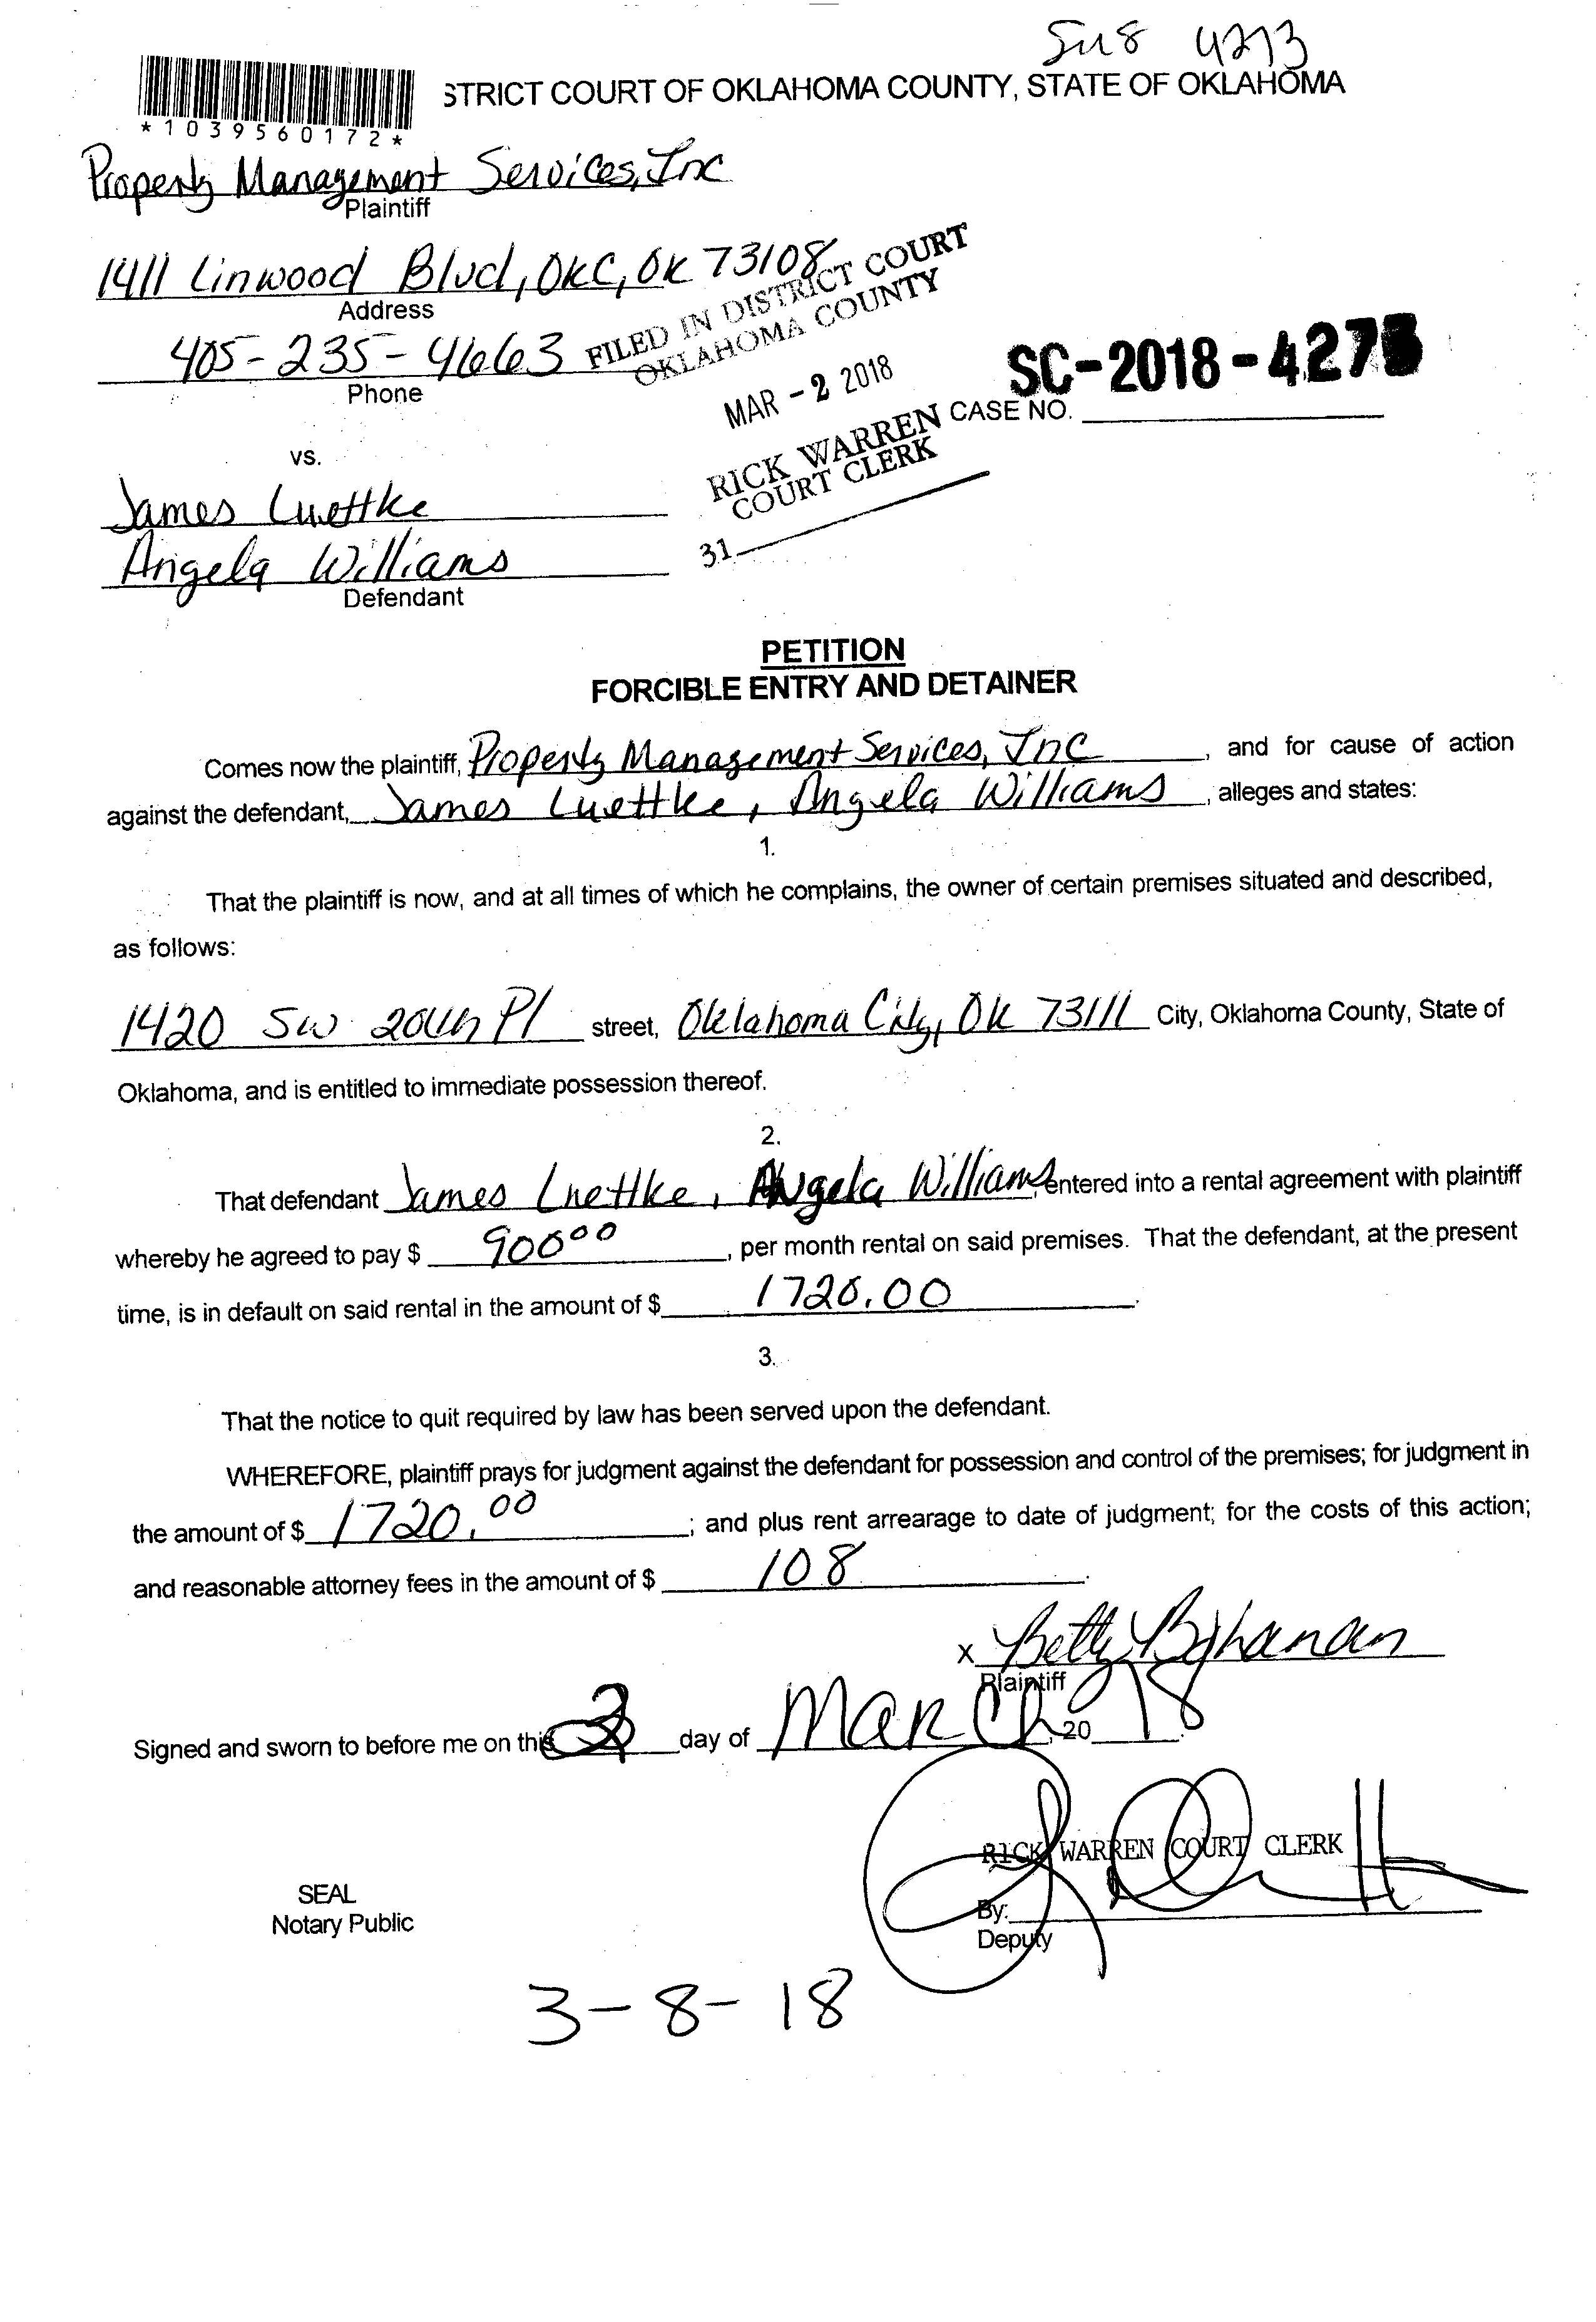 4273
STRICT COURT OF OKLAHOMA COUNTY, STATE OF OKLAHOMA
*1039560172*
Property Management Services, Inc
Plaintiff
1411 Linwood Blvd, OKC, OK 73108
Address
405-235-4663
Phone
FILED IN DISTRICT COURT
OKLAHOMA COUNTY
MAR - 2 2018
RICK WARREN
COURT CLERK
31
SC-2018-4273
CASE NO.
vs.
James Luettke
Angela Williams
Defendant
PETITION
FORCIBLE ENTRY AND DETAINER
Comes now the plaintiff, Property Management Services, Inc, and for cause of action
against the defendant, James Luettke, Angela Williams, alleges and states:
1.
That the plaintiff is now, and at all times of which he complains, the owner of certain premises situated and described,
as follows:
1420 SW Pl street, Oklahoma City, OK 73111 City, Oklahoma County, State of
Oklahoma, and is entitled to immediate possession thereof.
2.
That defendant James Luettke, Angela Williams, entered into a rental agreement with plaintiff
whereby he agreed to pay $ 900 00, per month rental on said premises. That the defendant, at the present
time, is in default on said rental in the amount of $ 1720.00.
3.
That the notice to quit required by law has been served upon the defendant.
WHEREFORE, plaintiff prays for judgment against the defendant for possession and control of the premises; for judgment in
the amount of $ 1720.00; and plus rent arrearage to date of judgment; for the costs of this action;
and reasonable attorney fees in the amount of $ 108.
x Betty
Plaintiff
Signed and sworn to before me on this 2 day of March, 20 18.
RICK WARREN COURT CLERK
SEAL
Notary Public
By:
Deputy
3-8-18